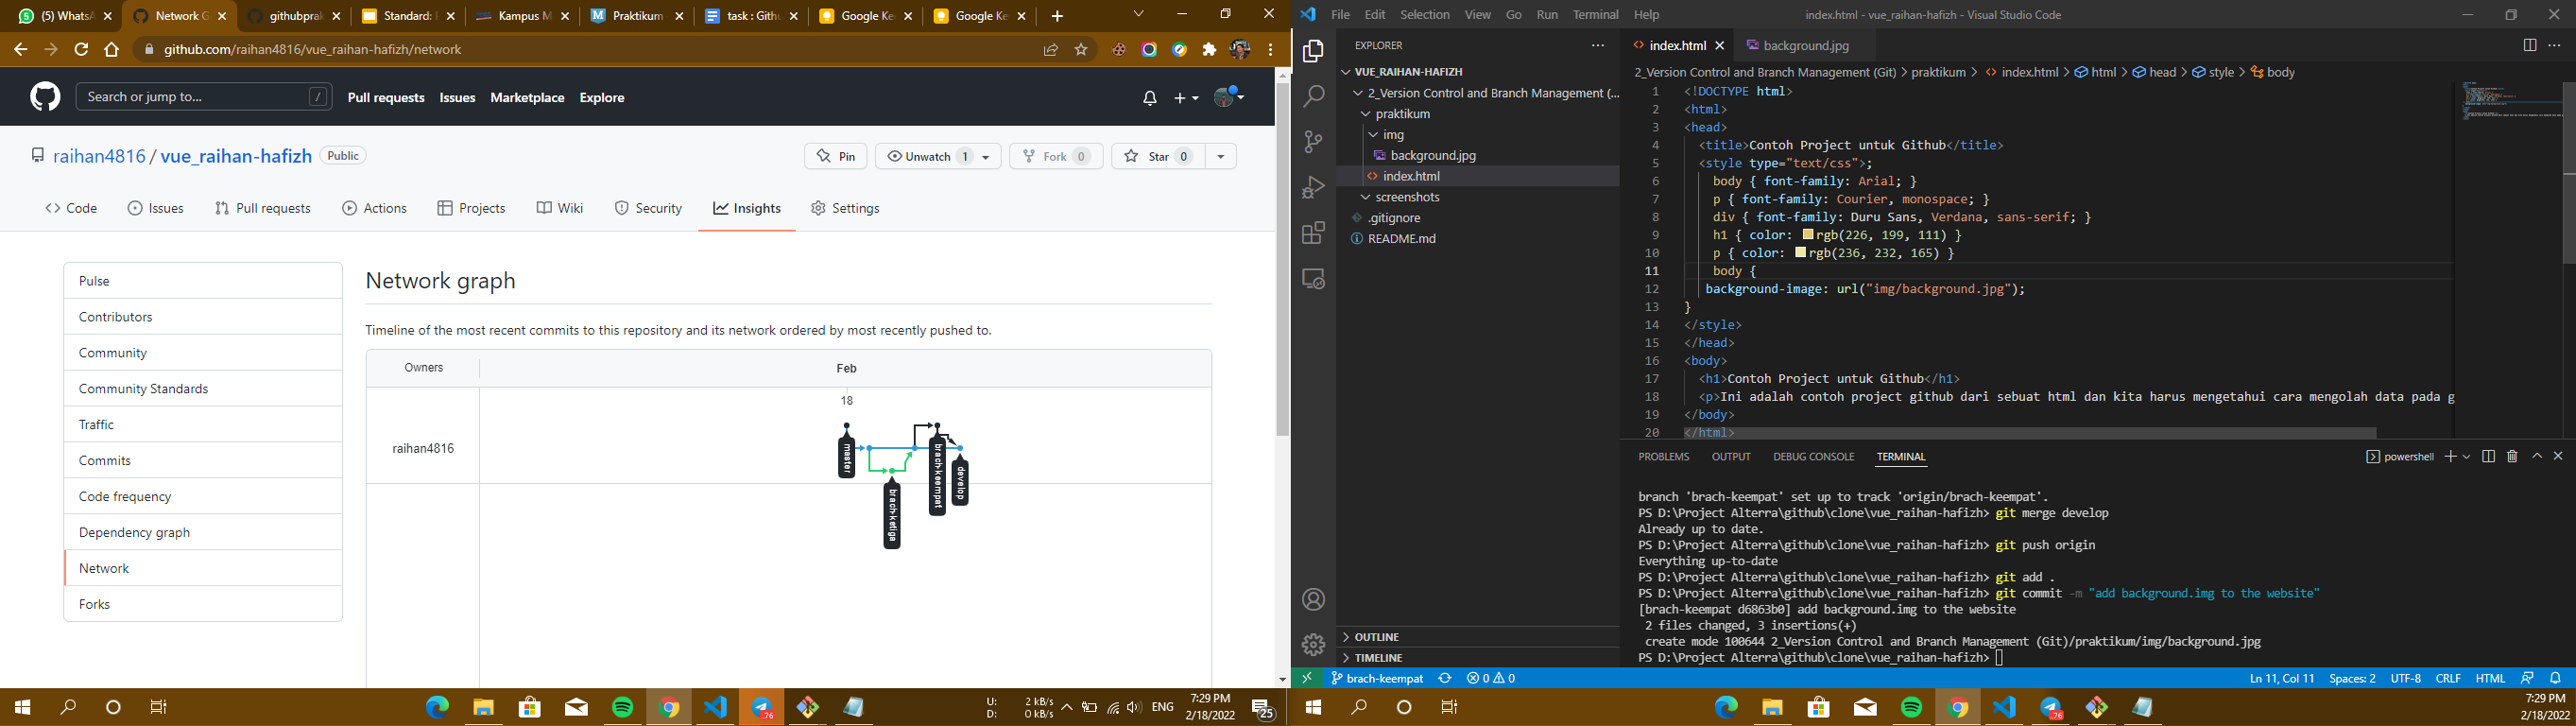 (5) WhatsA
Network G
githubprak
Standard: P
Kampus M
Praktikum
task : Githu
Google Ke
Google Ke
github.com/raihan4816/vue_raihan-hafizh/network
Search or jump to...
/
Pull requests
Issues
Marketplace
Explore
raihan4816 / vue_raihan-hafizh
Public
Pin
Unwatch 1
Fork 0
Star 0
Code
Issues
Pull requests
Actions
Projects
Wiki
Security
Insights
Settings
Pulse
Contributors
Community
Community Standards
Traffic
Commits
Code frequency
Dependency graph
Network
Forks
Network graph
Timeline of the most recent commits to this repository and its network ordered by most recently pushed to.
Owners
Feb
18
raihan4816
master
brach-ketiga
brach-keempat
develop
U: 2 kB/s
D: 0 kB/s
ENG
7:29 PM
2/18/2022
25
76
File Edit Selection View Go Run Terminal Help
index.html - vue_raihan-hafizh - Visual Studio Code
EXPLORER
VUE_RAIHAN-HAFIZH
2_Version Control and Branch Management (...
praktikum
img
background.jpg
index.html
screenshots
.gitignore
README.md
OUTLINE
TIMELINE
index.html
background.jpg
2_Version Control and Branch Management (Git) > praktikum > index.html > html > head > style > body
1 <!DOCTYPE html>
2 <html>
3 <head>
4 <title>Contoh Project untuk Github</title>
5 <style type="text/css">;
6 body { font-family: Arial; }
7 p { font-family: Courier, monospace; }
8 div { font-family: Duru Sans, Verdana, sans-serif; }
9 h1 { color: rgb(226, 199, 111) }
10 p { color: rgb(236, 232, 165) }
11 body {
12 background-image: url("img/background.jpg");
13 }
14 </style>
15 </head>
16 <body>
17 <h1>Contoh Project untuk Github</h1>
18 <p>Ini adalah contoh project github dari sebuat html dan kita harus mengetahui cara mengolah data pada g
19 </body>
20 </html>
PROBLEMS OUTPUT DEBUG CONSOLE TERMINAL
powershell
branch 'brach-keempat' set up to track 'origin/brach-keempat'.
PS D:\Project Alterra\github\clone\vue_raihan-hafizh> git merge develop
Already up to date.
PS D:\Project Alterra\github\clone\vue_raihan-hafizh> git push origin
Everything up-to-date
PS D:\Project Alterra\github\clone\vue_raihan-hafizh> git add .
PS D:\Project Alterra\github\clone\vue_raihan-hafizh> git commit -m "add background.img to the website"
[brach-keempat d6863b0] add background.img to the website
2 files changed, 3 insertions(+)
create mode 100644 2_Version Control and Branch Management (Git)/praktikum/img/background.jpg
PS D:\Project Alterra\github\clone\vue_raihan-hafizh>
brach-keempat
0 0
Ln 11, Col 11
Spaces: 2
UTF-8
CRLF
HTML
76
7:29 PM
2/18/2022